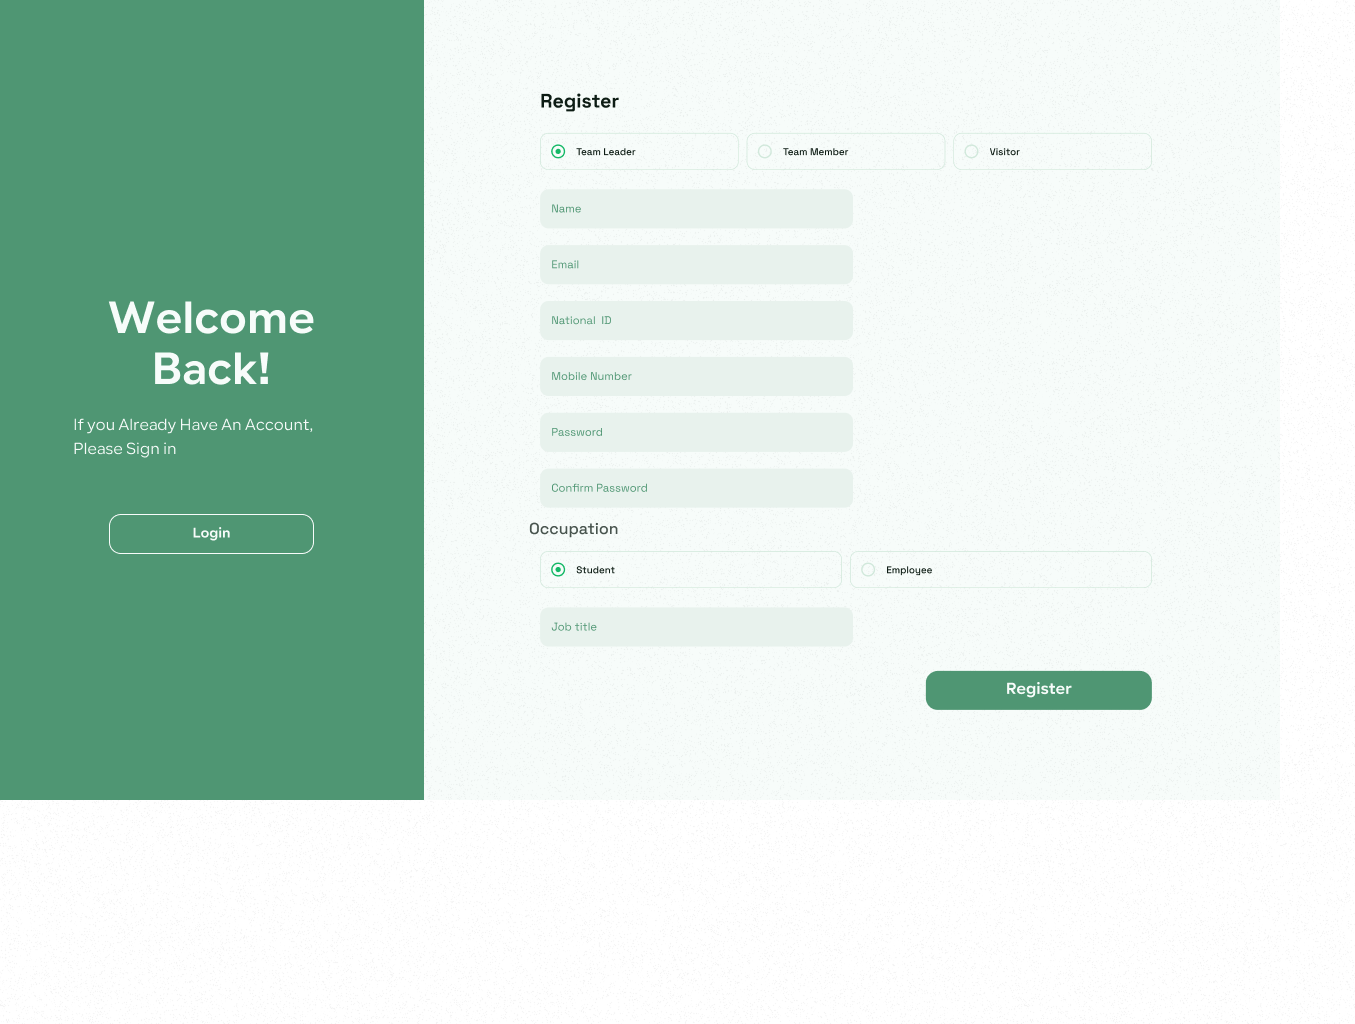 Welcome
Back!
If you Already Have An Account,
Please Sign in
Login
Register
Team Leader
Team Member
Visitor
Name
Email
National ID
Mobile Number
Password
Confirm Password
Occupation
Student
Employee
Job title
Register